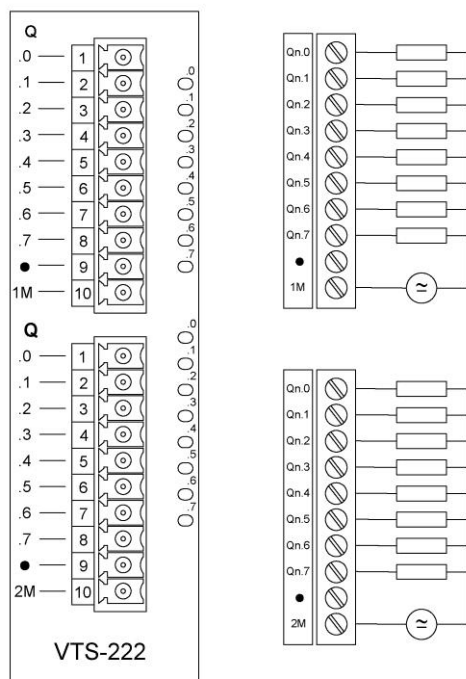 Q
.0 1
.1 2 .0
.2 3 .1
.3 4 .2
.4 5 .3
.5 6 .4
.6 7 .5
.7 8 .6
● 9 .7
1M 10
Q
.0 1 .0
.1 2 .1
.2 3 .2
.3 4 .3
.4 5 .4
.5 6 .5
.6 7 .6
.7 8 .7
● 9
2M 10
VTS-222
Qn.0
Qn.1
Qn.2
Qn.3
Qn.4
Qn.5
Qn.6
Qn.7
●
1M ≃
Qn.0
Qn.1
Qn.2
Qn.3
Qn.4
Qn.5
Qn.6
Qn.7
●
2M ≃